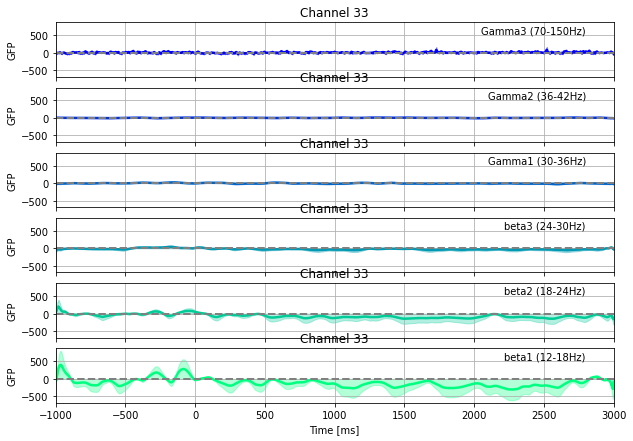 Channel 33
Gamma3 (70-150Hz)
500
0
−500
GFP
Channel 33
Gamma2 (36-42Hz)
500
0
−500
GFP
Channel 33
Gamma1 (30-36Hz)
500
0
−500
GFP
Channel 33
beta3 (24-30Hz)
500
0
−500
GFP
Channel 33
beta2 (18-24Hz)
500
0
−500
GFP
Channel 33
beta1 (12-18Hz)
500
0
−500
GFP
−1000 −500 0 500 1000 1500 2000 2500 3000
Time [ms]